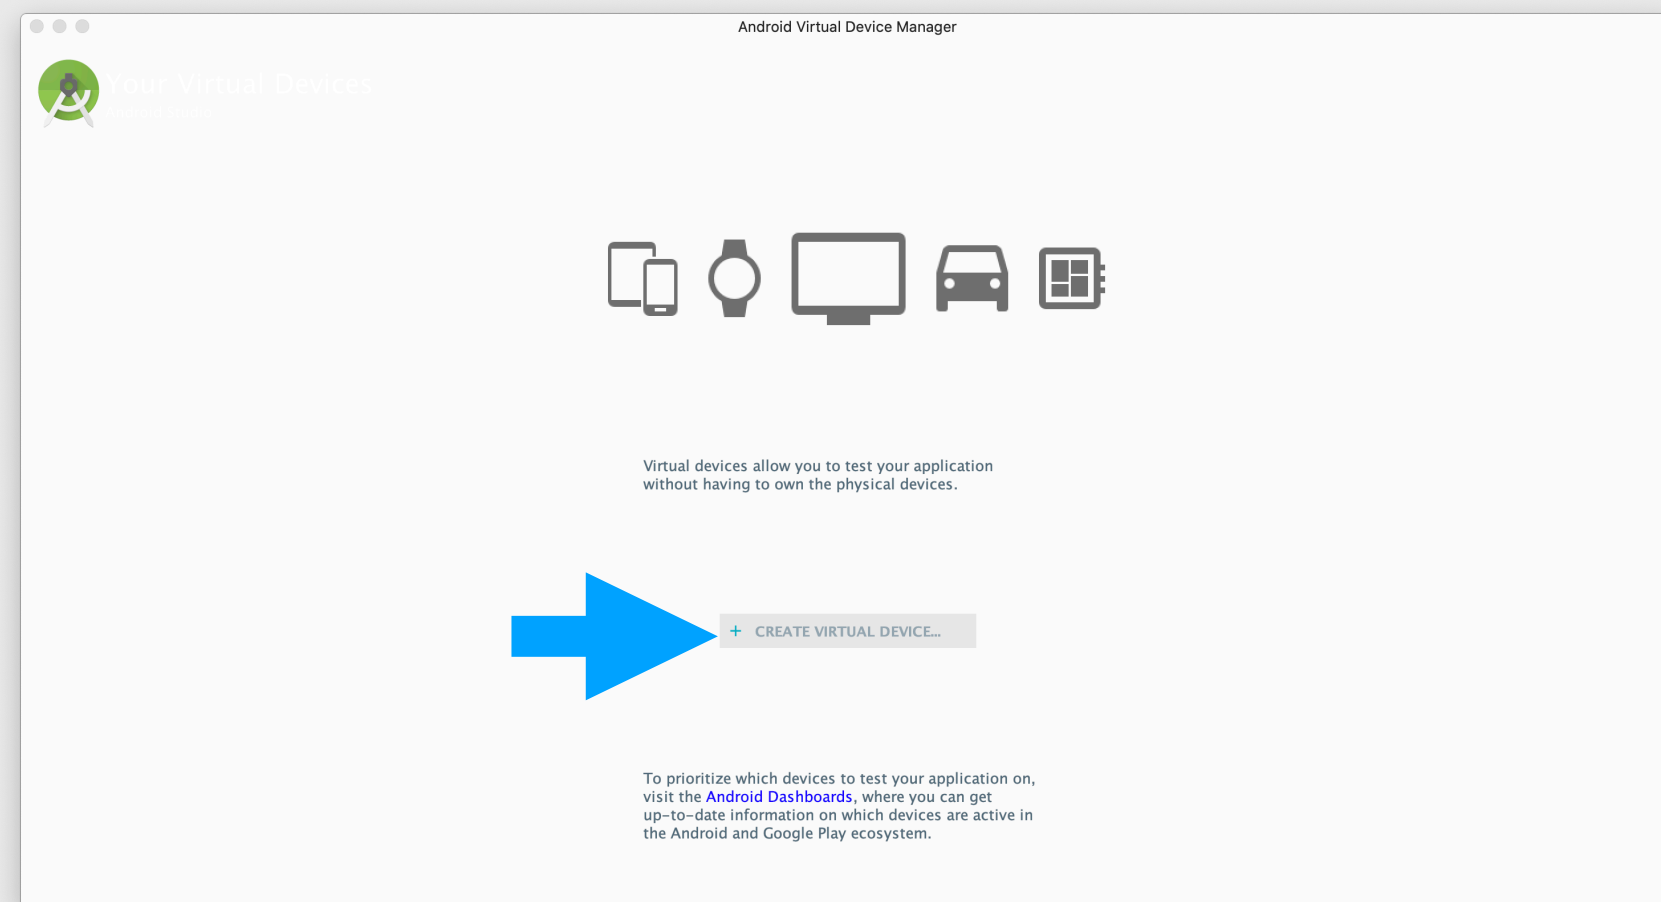 Android Virtual Device Manager
Your Virtual Devices
Android Studio
Virtual devices allow you to test your application
without having to own the physical devices.
+ CREATE VIRTUAL DEVICE...
To prioritize which devices to test your application on,
visit the Android Dashboards, where you can get
up-to-date information on which devices are active in
the Android and Google Play ecosystem.